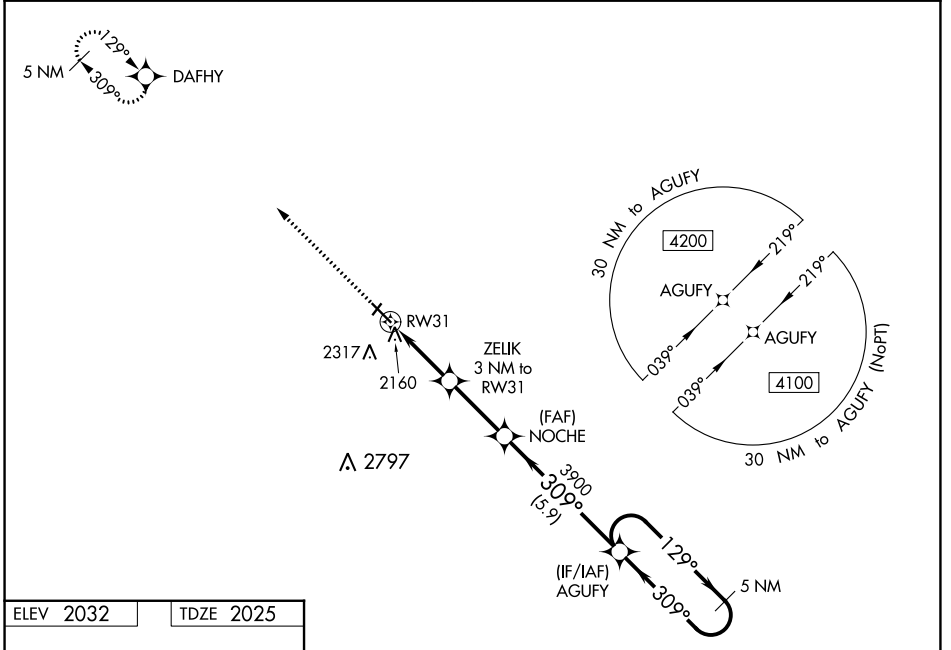 129°
5 NM
309°
DAFHY
30 NM to AGUFY
4200
219°
AGUFY
039°
219°
AGUFY
039°
4100
30 NM to AGUFY (NoPT)
RW31
2317
2160
ZELIK
3 NM to
RW31
(FAF)
NOCHE
2797
3900
309°
(5.9)
(IF/IAF)
AGUFY
129°
309°
5 NM
ELEV 2032
TDZE 2025